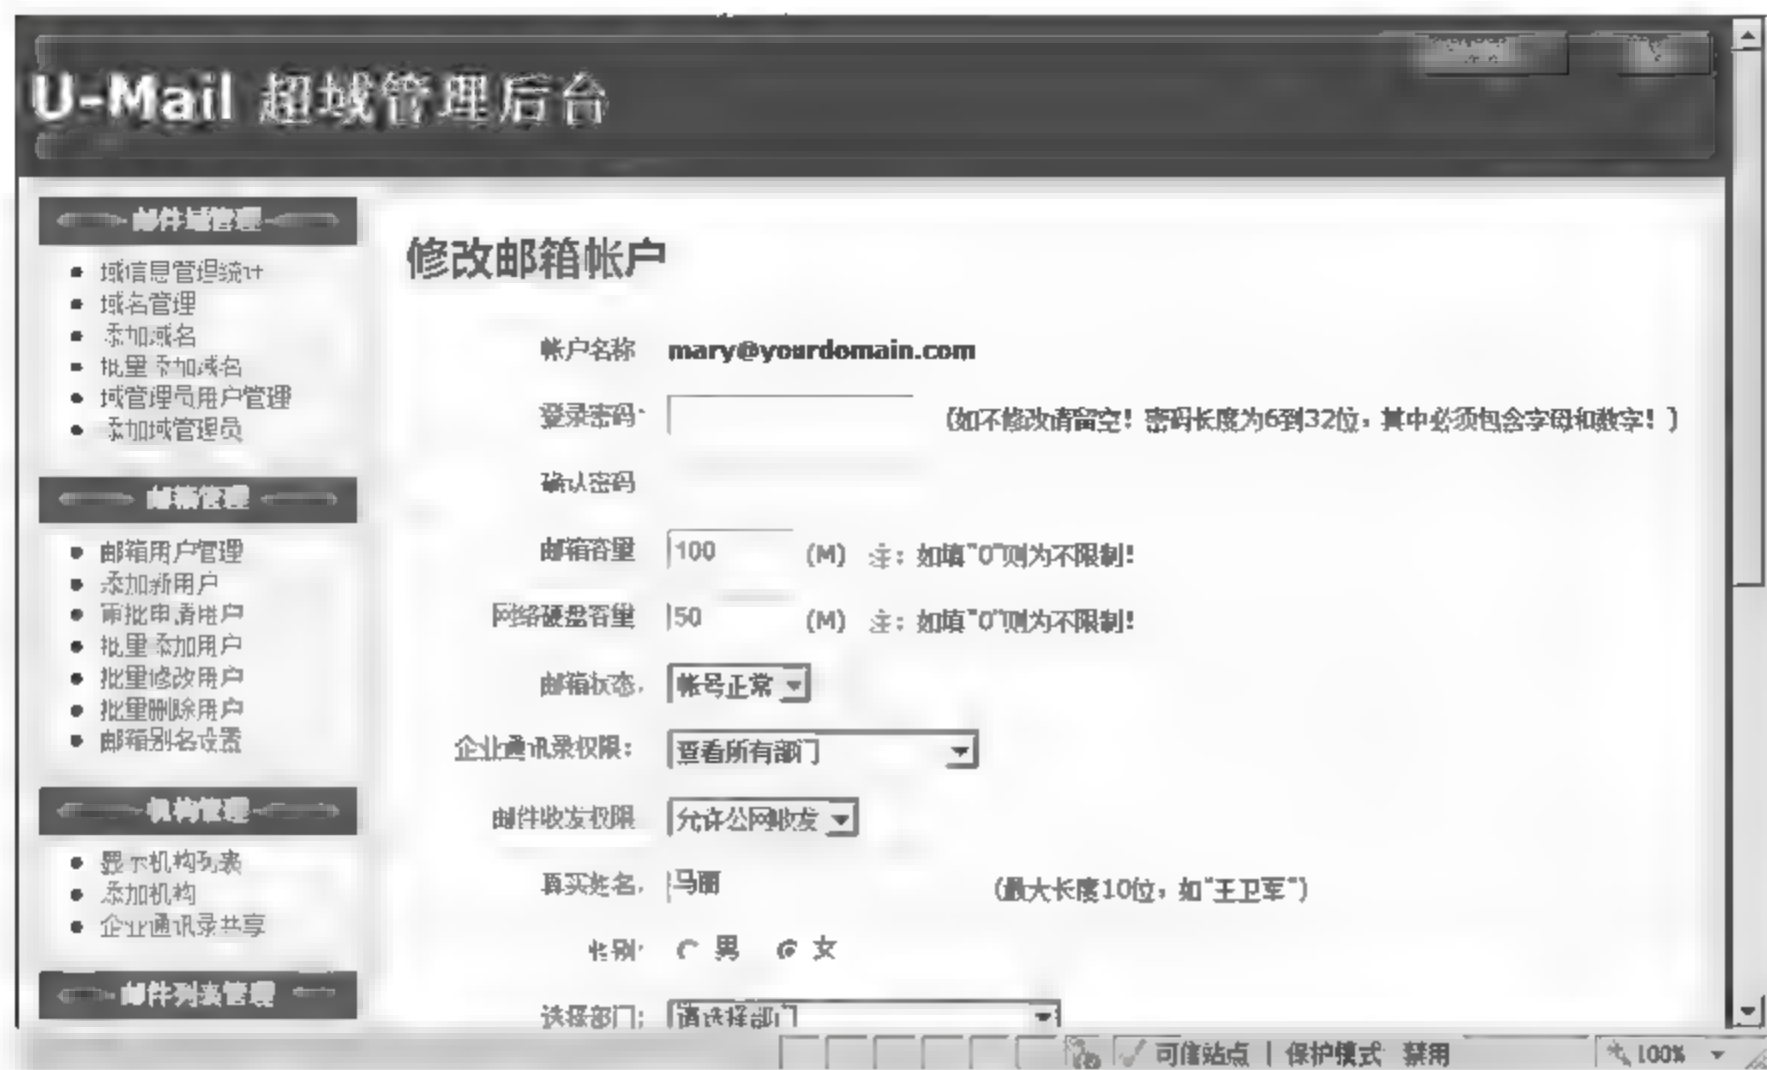 U-Mail 超域管理后台
邮件域管理
域信息管理统计
域名管理
添加域名
批量添加域名
域管理员用户管理
添加域管理员
邮箱管理
邮箱用户管理
添加新用户
审批申请用户
批量添加用户
批量修改用户
批量删除用户
邮箱别名设置
机构管理
显示机构列表
添加机构
企业通讯录共享
邮件列表管理
修改邮箱帐户
帐户名称 mary@yourdomain.com
登录密码: (如不修改请留空! 密码长度为6到32位, 其中必须包含字母和数字! )
确认密码
邮箱容量 100 (M) 注: 如填"0"则为不限制!
网络硬盘容量 50 (M) 注: 如填"0"则为不限制!
邮箱状态: 帐号正常
企业通讯录权限: 查看所有部门
邮件收发权限 允许公网收发
真实姓名: 马丽 (最大长度10位, 如"王卫军")
性别: 男 女
选择部门: 请选择部门
可信站点 | 保护模式: 禁用
100%